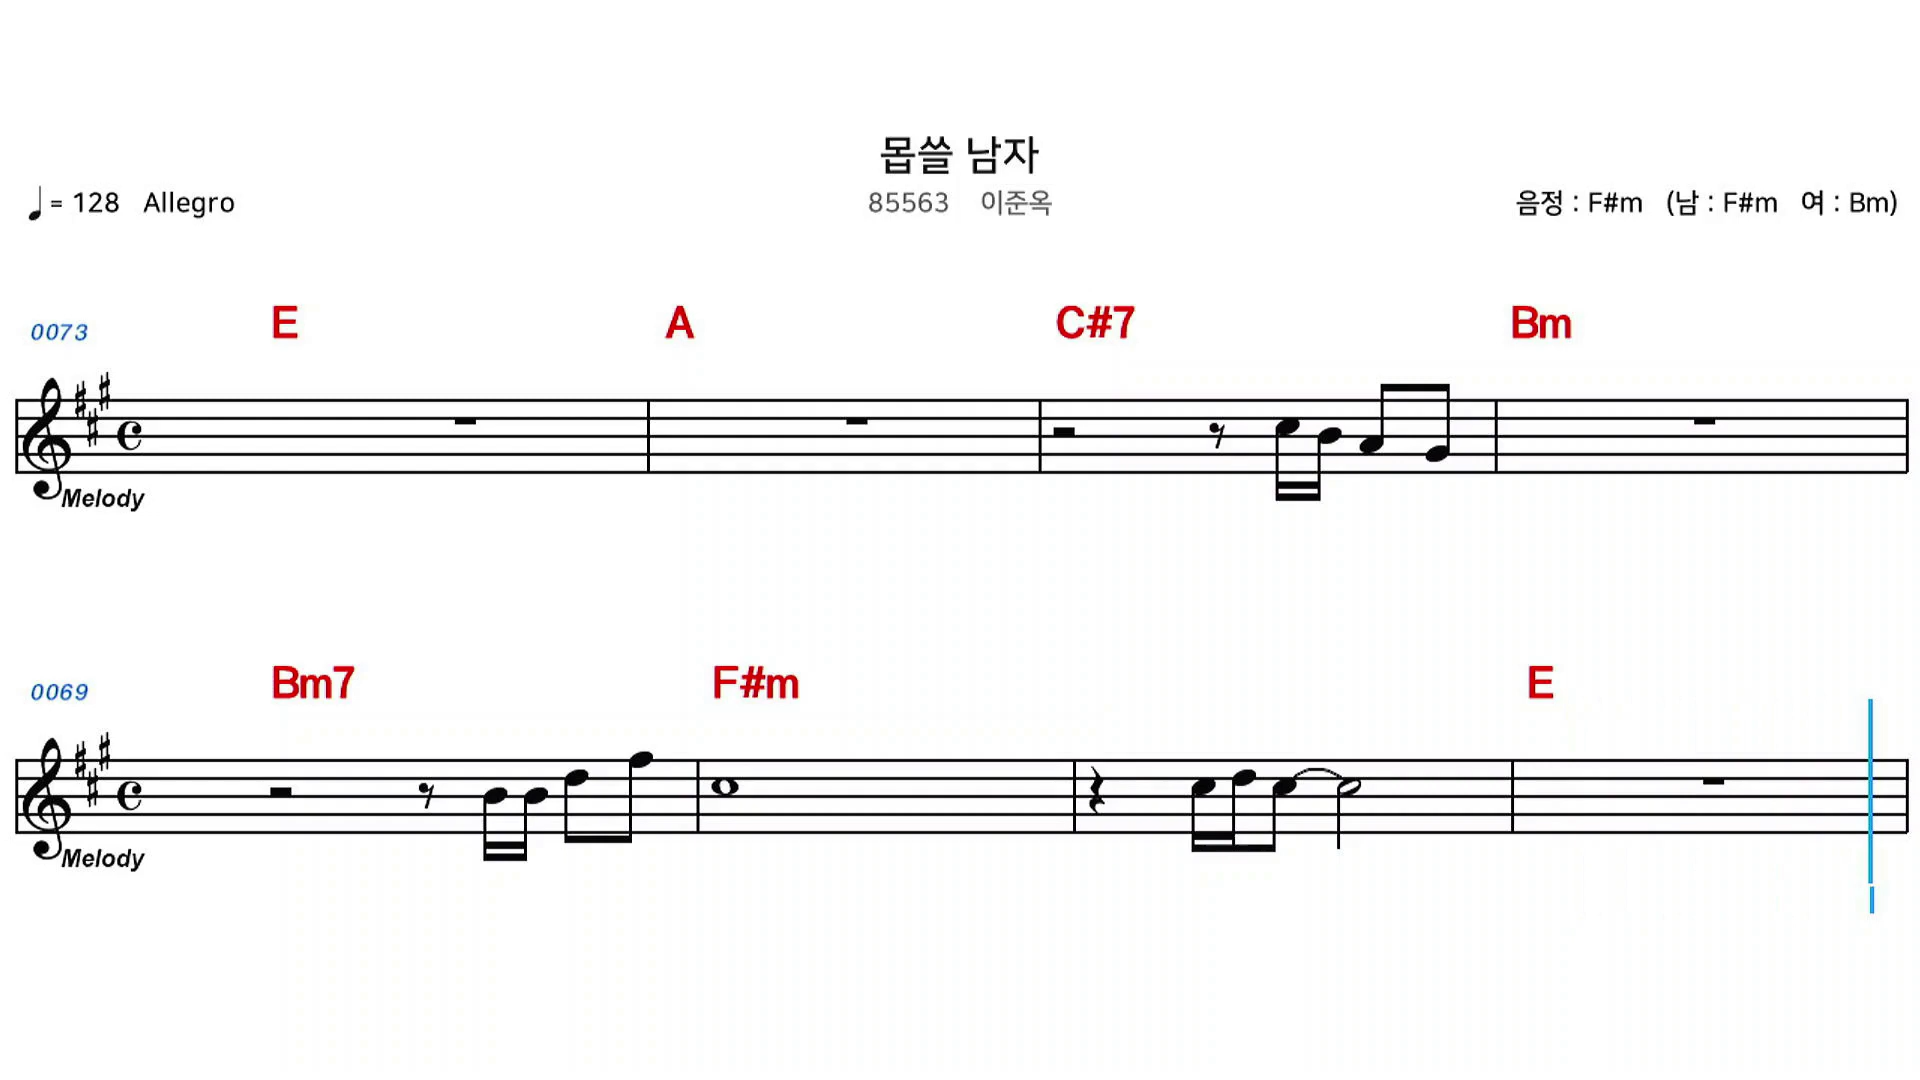 몹쓸 남자
♩= 128 Allegro 85563 이준옥 음정 : F#m (남 : F#m 여 : Bm)
0073 E A C#7 Bm
Melody
0069 Bm7 F#m E
Melody